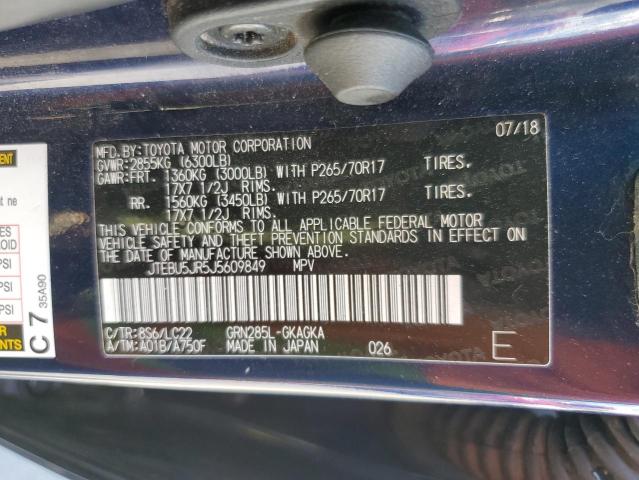 07/18
MFD. BY: TOYOTA MOTOR CORPORATION
GVWR: 2855KG (6300LB)
GAWR: FRT. 1360KG (3000LB) WITH P265/70R17 TIRES.
17X7 1/2J RIMS.
RR. 1560KG (3450LB) WITH P265/70R17 TIRES.
17X7 1/2J RIMS.
THIS VEHICLE CONFORMS TO ALL APPLICABLE FEDERAL MOTOR
VEHICLE SAFETY AND THEFT PREVENTION STANDARDS IN EFFECT ON
THE DATE OF MANUFACTURE SHOWN ABOVE.
JTEBU5JR5J5609849 MPV
C/TR: 8S6/LC22 GRN285L-GKAGKA
A/TM: A01B/A750F MADE IN JAPAN 026
E
C 7 35A90
PSI
PSI